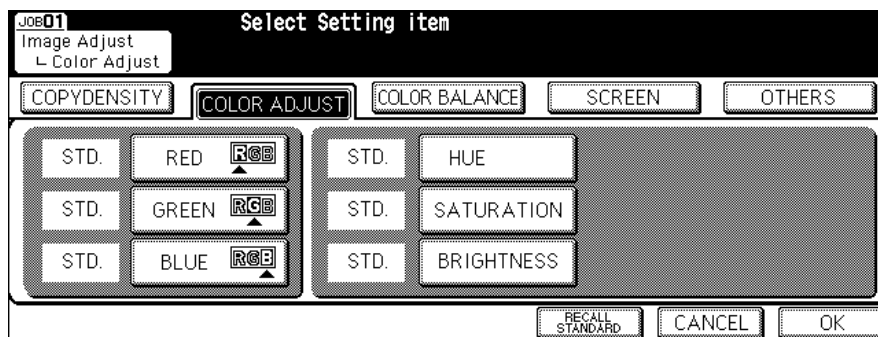 JOB01
Select Setting item
Image Adjust
└ Color Adjust
COPYDENSITY COLOR ADJUST COLOR BALANCE SCREEN OTHERS
STD. RED RGB STD. HUE
STD. GREEN RGB STD. SATURATION
STD. BLUE RGB STD. BRIGHTNESS
RECALL
STANDARD
CANCEL OK